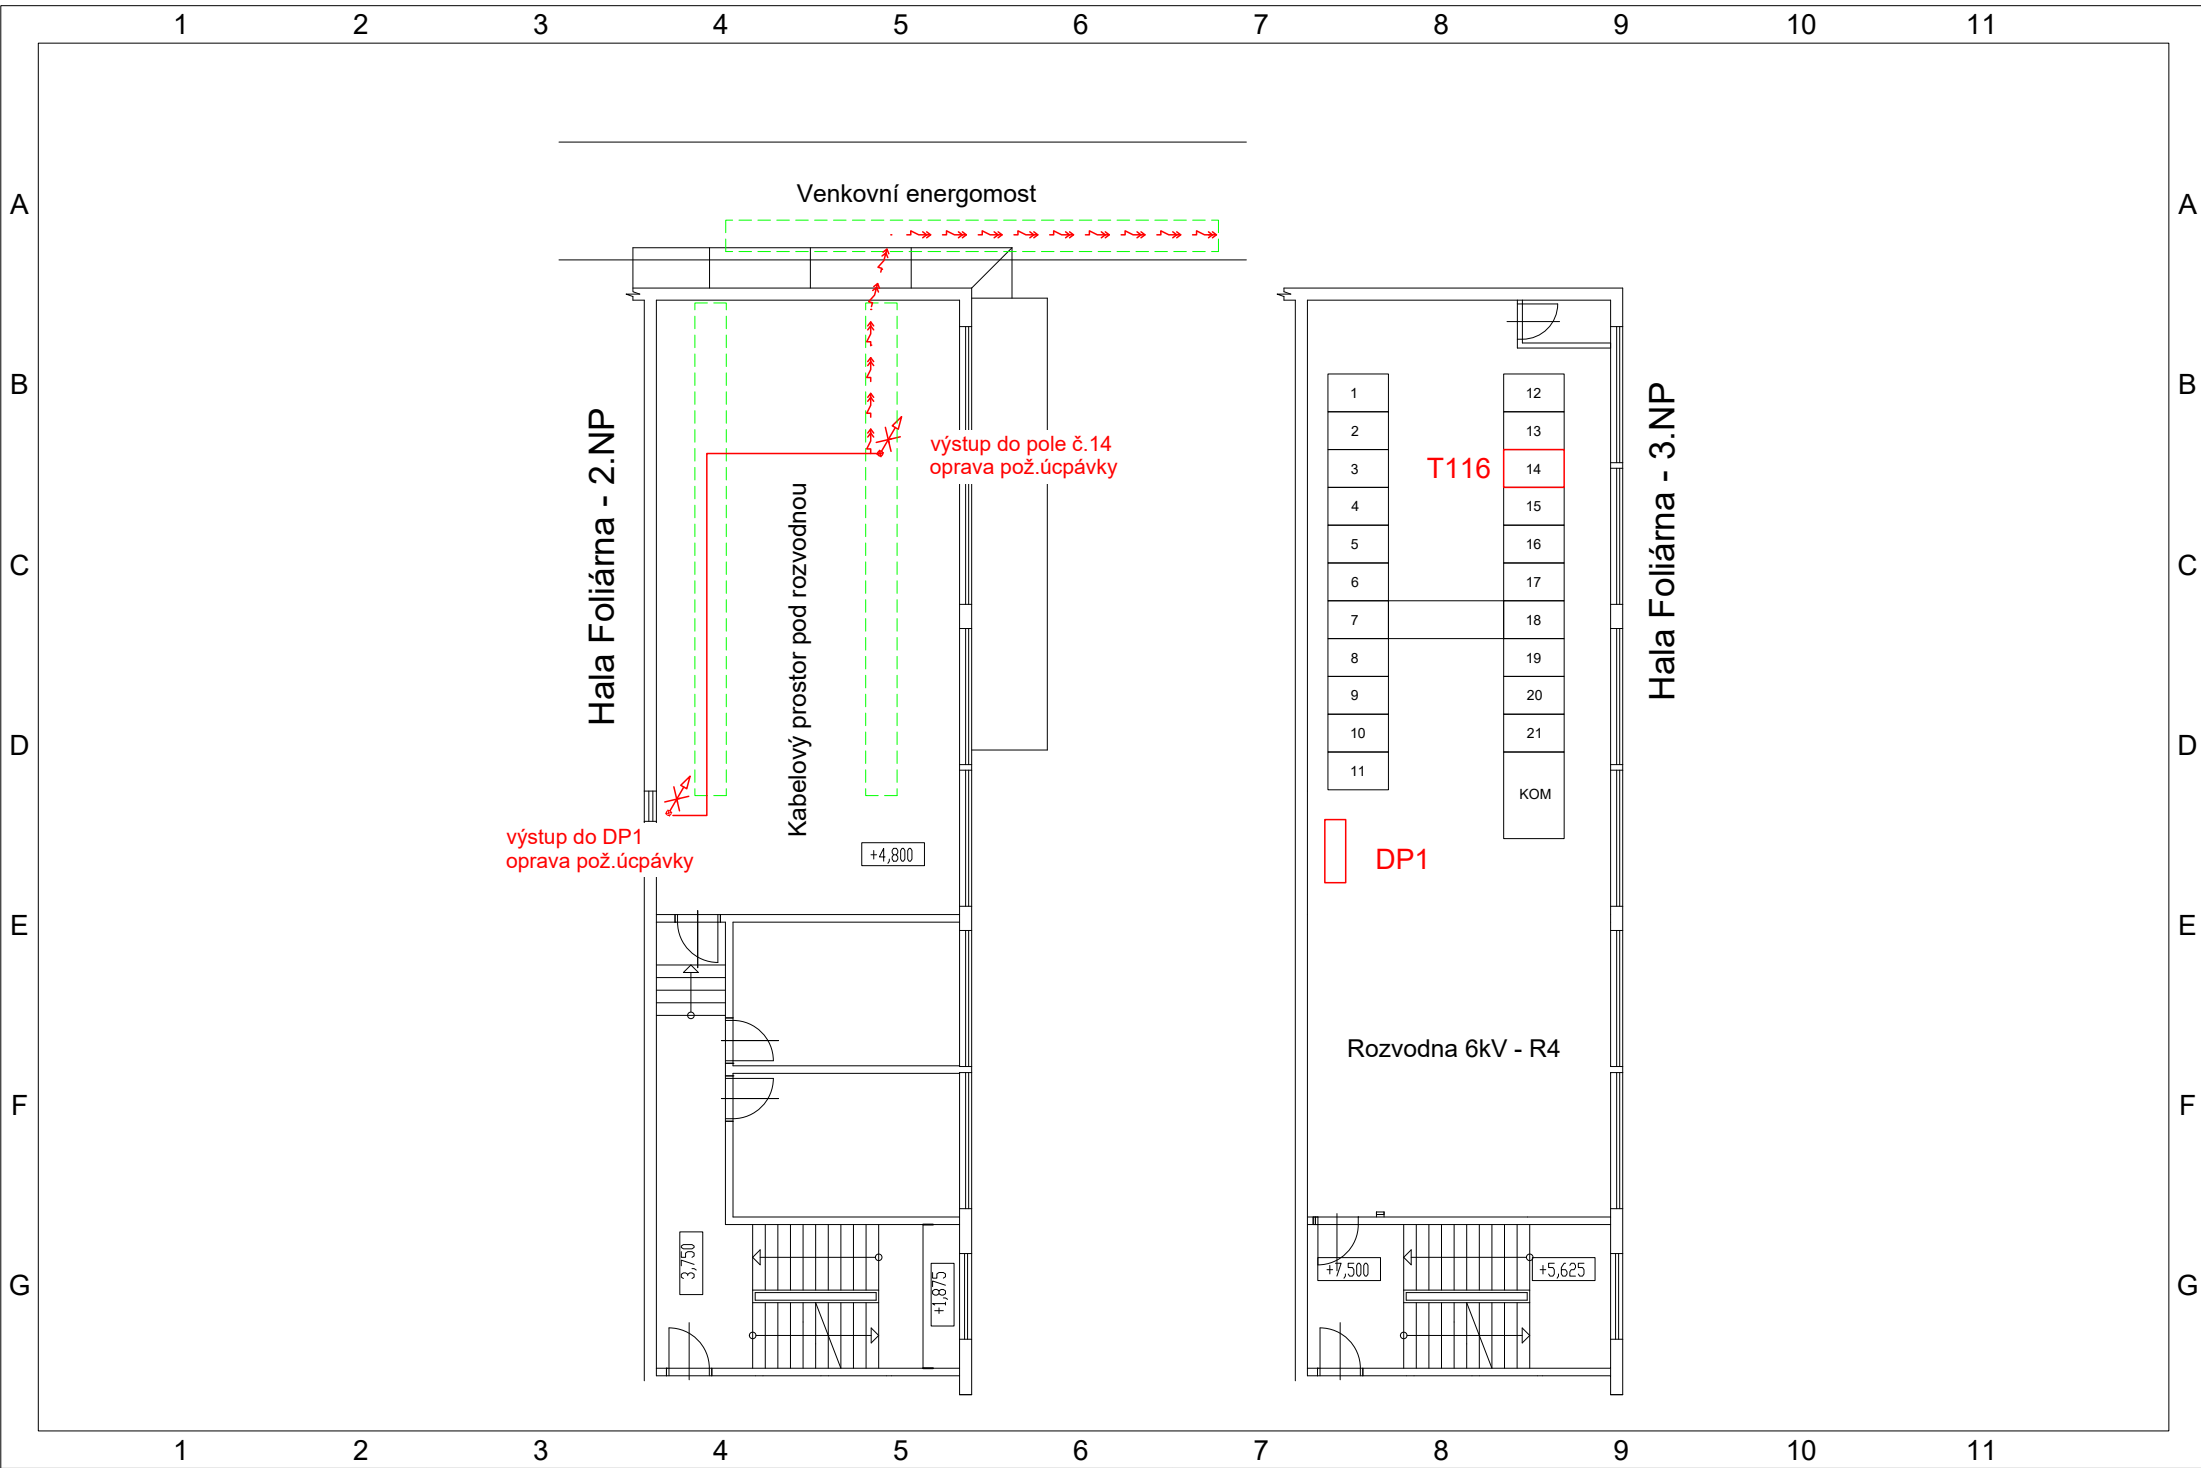 1 2 3 4 5 6 7 8 9 10 11
A A
Venkovní energomost
B B
Hala Foliárna - 2.NP
výstup do pole č.14
oprava pož.úcpávky
Kabelový prostor pod rozvodnou
výstup do DP1
oprava pož.úcpávky
+4,800
3,750
+1,875
1 12
2 13
T116
3 14
4 15
5 16
6 17
7 18
8 19
9 20
10 21
11
KOM
DP1
Hala Foliárna - 3.NP
Rozvodna 6kV - R4
+7,500
+5,625
C C
D D
E E
F F
G G
1 2 3 4 5 6 7 8 9 10 11